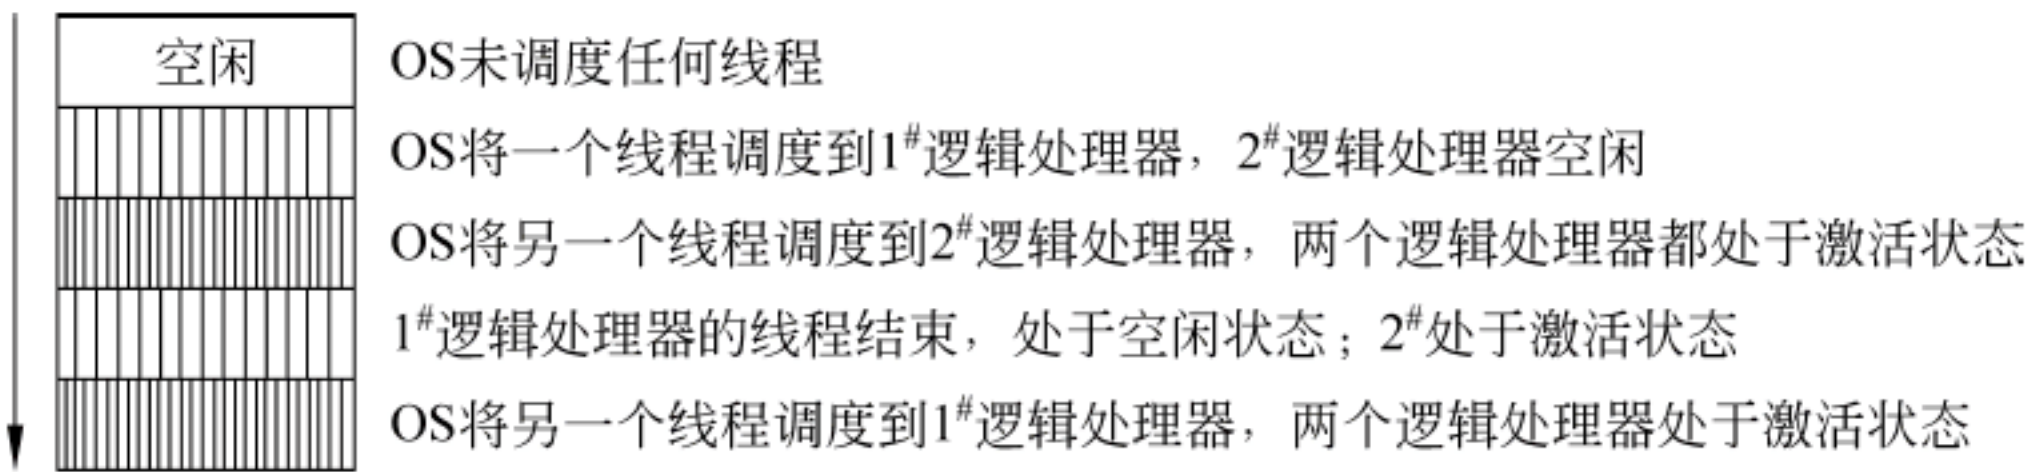 空闲 OS未调度任何线程
OS将一个线程调度到1#逻辑处理器，2#逻辑处理器空闲
OS将另一个线程调度到2#逻辑处理器，两个逻辑处理器都处于激活状态
1#逻辑处理器的线程结束，处于空闲状态；2#处于激活状态
OS将另一个线程调度到1#逻辑处理器，两个逻辑处理器处于激活状态